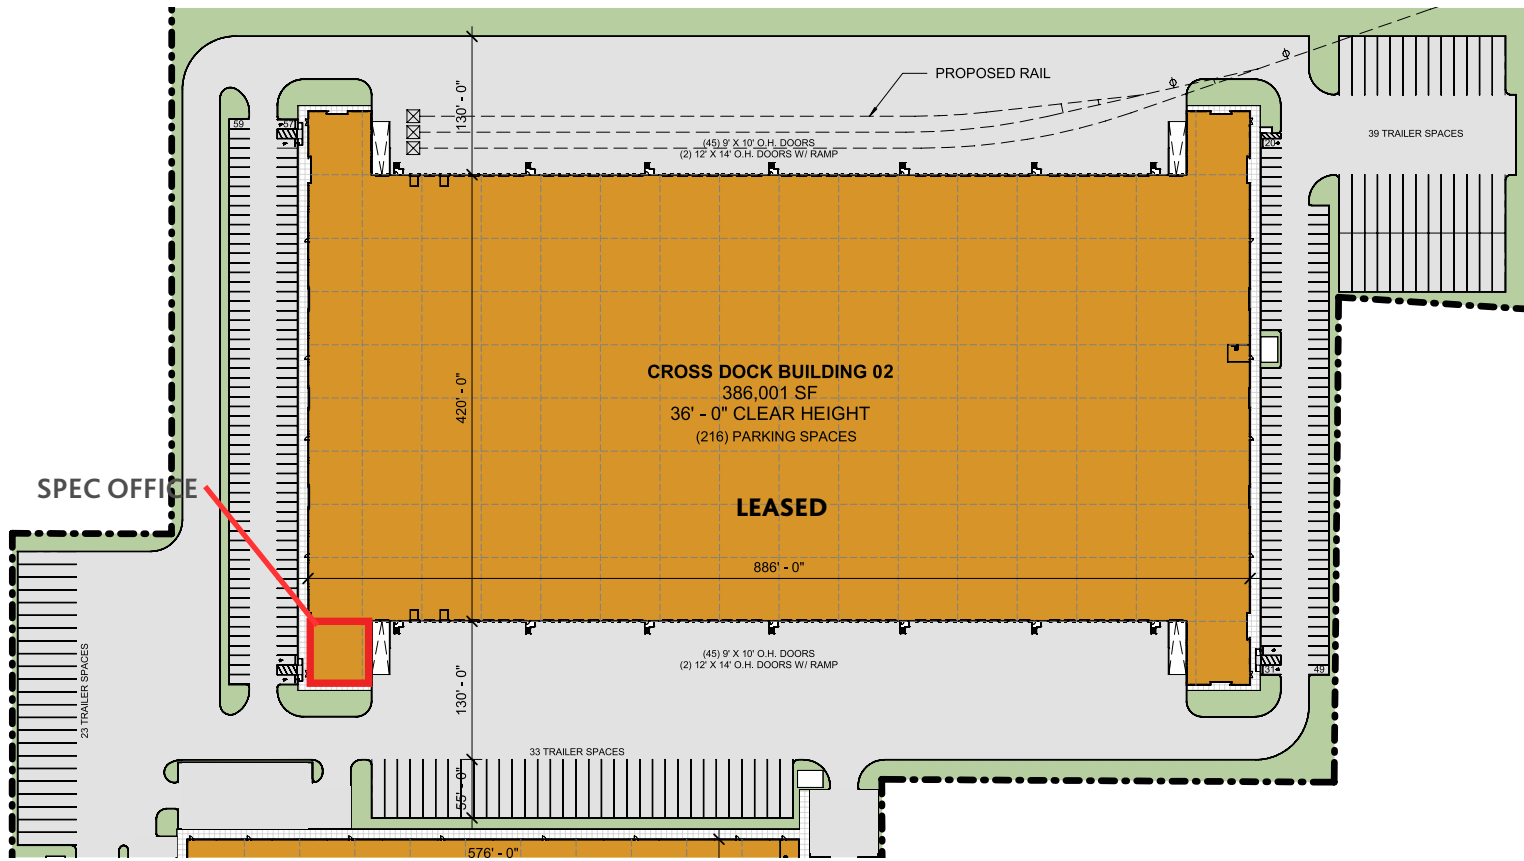 130' - 0"
PROPOSED RAIL
59
57
(45) 9' X 10' O.H. DOORS
(2) 12' X 14' O.H. DOORS W/ RAMP
20
39 TRAILER SPACES
420' - 0"
CROSS DOCK BUILDING 02
386,001 SF
36' - 0" CLEAR HEIGHT
(216) PARKING SPACES
SPEC OFFICE
LEASED
886' - 0"
(45) 9' X 10' O.H. DOORS
(2) 12' X 14' O.H. DOORS W/ RAMP
31
49
23 TRAILER SPACES
130' - 0"
33 TRAILER SPACES
55' - 0"
576' - 0"